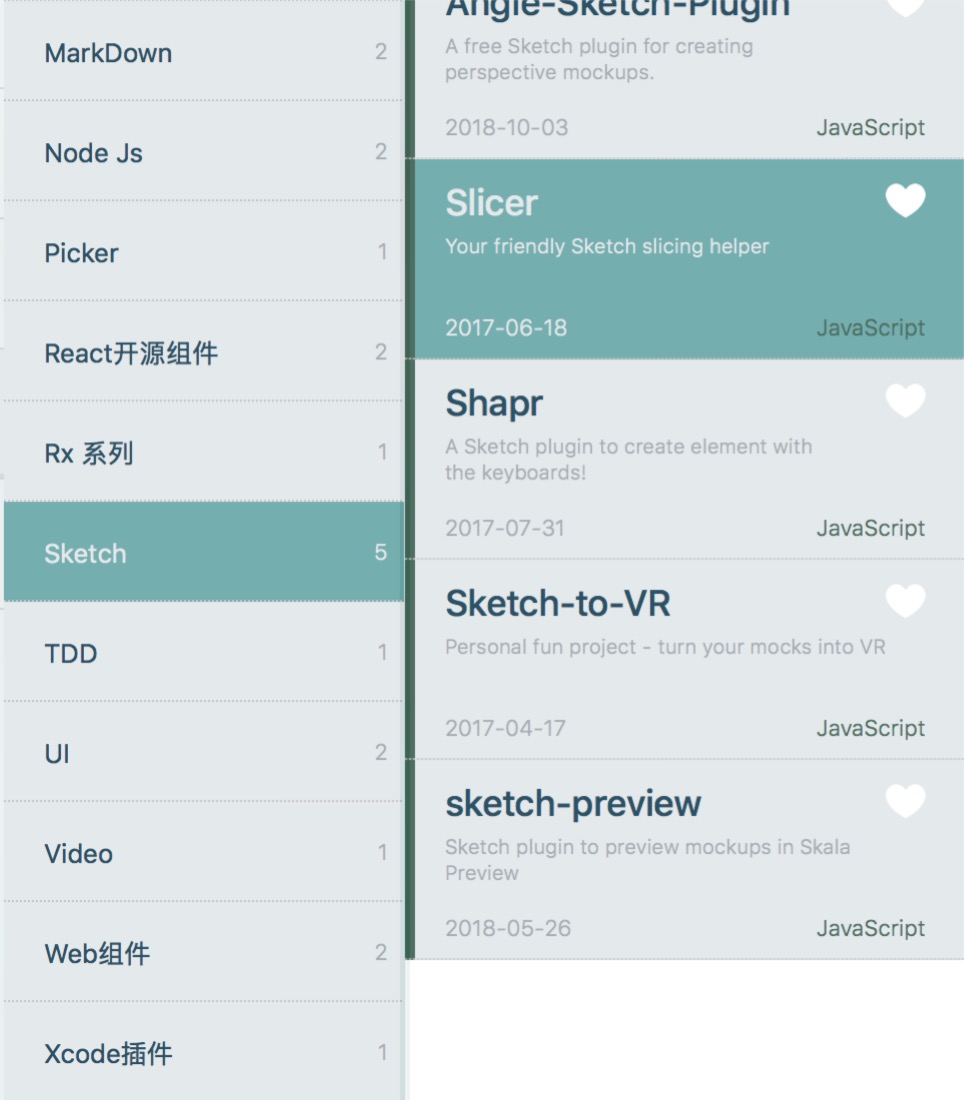 MarkDown 2
Node Js 2
Picker 1
React开源组件 2
Rx 系列 1
Sketch 5
TDD 1
UI 2
Video 1
Web组件 2
Xcode插件 1
Angle-Sketch-Plugin
A free Sketch plugin for creating
perspective mockups.
2018-10-03 JavaScript
Slicer
Your friendly Sketch slicing helper
2017-06-18 JavaScript
Shapr
A Sketch plugin to create element with
the keyboards!
2017-07-31 JavaScript
Sketch-to-VR
Personal fun project - turn your mocks into VR
2017-04-17 JavaScript
sketch-preview
Sketch plugin to preview mockups in Skala
Preview
2018-05-26 JavaScript